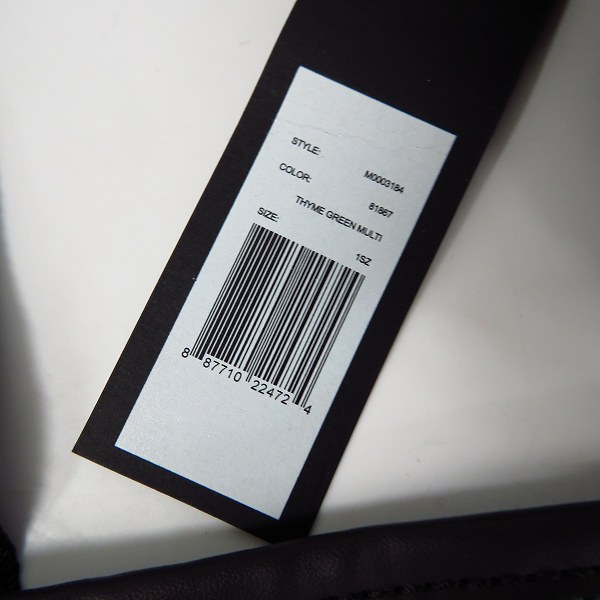 STYLE: M0003184
COLOR: 81867
THYME GREEN MULTI
SIZE: 1SZ
8 87710 22472 4